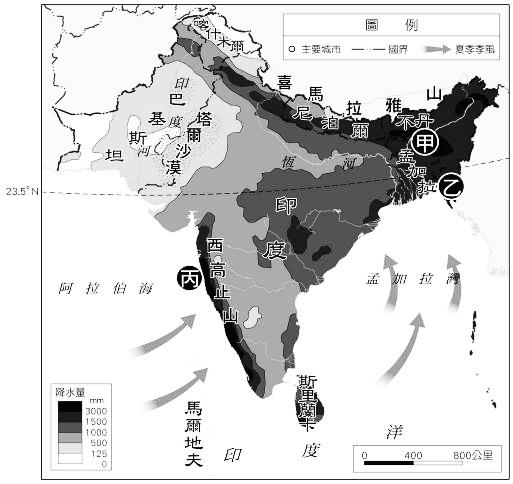 圖 例
主要城市 國界 夏季季風
喀什米爾
喜馬拉雅山
尼泊爾
不丹
甲
巴基斯坦
印度河
塔爾沙漠
恆河
孟加拉
乙
23.5°N
印度
西高止山
丙
阿拉伯海
孟加拉灣
斯里蘭卡
馬爾地夫
印度洋
降水量
mm
3000
1500
1000
500
125
0
0 400 800公里